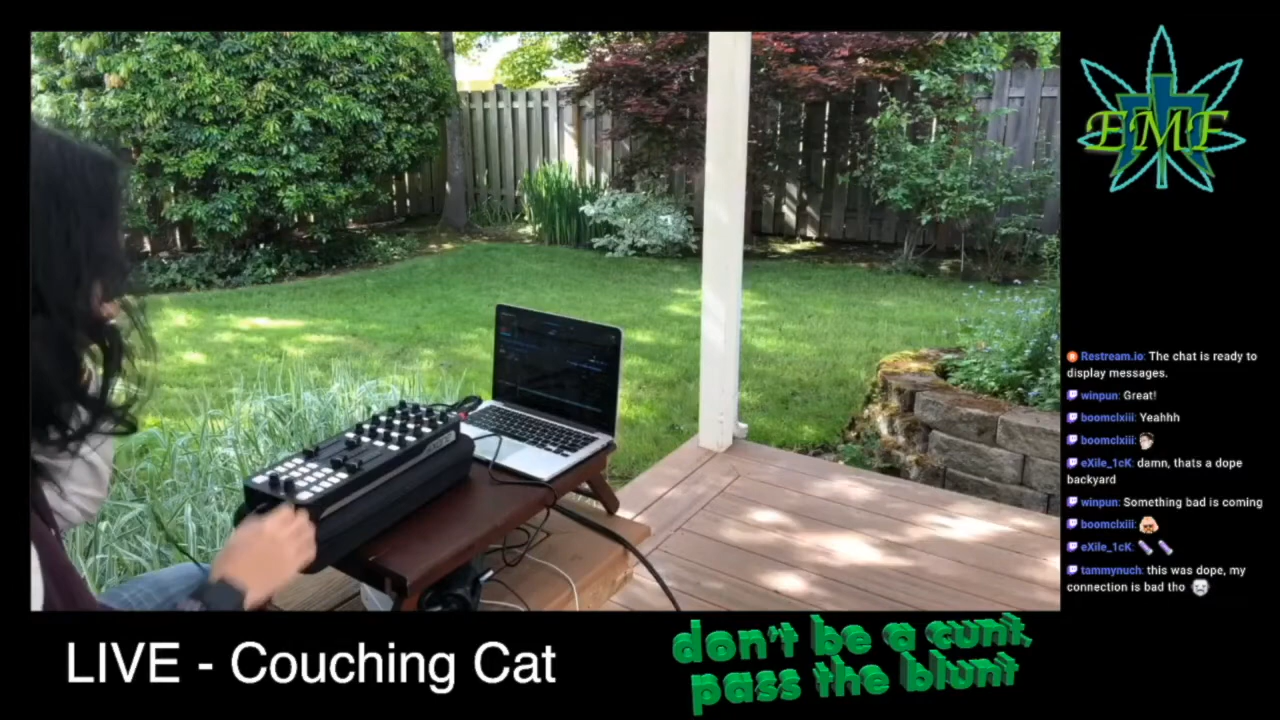 EMF
Restream.io: The chat is ready to
display messages.
winpun: Great!
boomclxiii: Yeahhh
boomclxiii:
eXile_1cK: damn, thats a dope
backyard
winpun: Something bad is coming
boomclxiii:
eXile_1cK:
tammynuch: this was dope, my
connection is bad tho
LIVE - Couching Cat
don't be a cunt,
pass the blunt